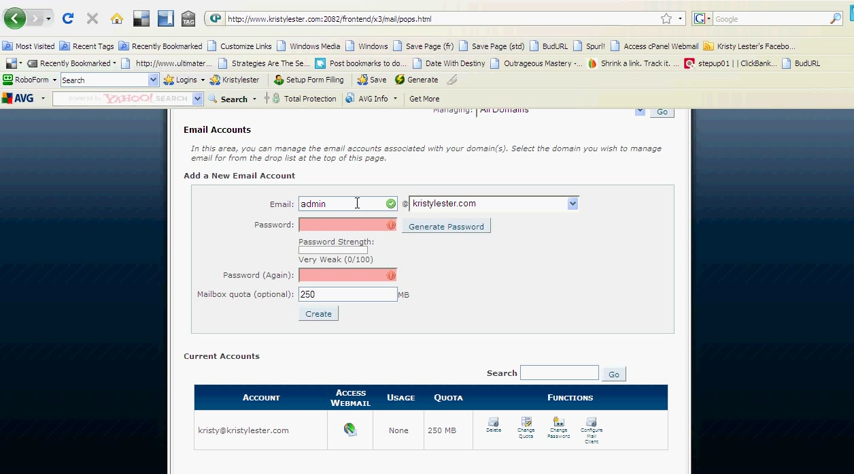 http://www.kristylester.com:2082/frontend/x3/mail/pops.html
Google
Most Visited Recent Tags Recently Bookmarked Customize Links Windows Media Windows Save Page (fr) Save Page (std) BudURL Spurl! Access cPanel Webmail Kristy Lester's Facebo...
Recently Bookmarked http://www.ultimater... Strategies Are The Se... Post bookmarks to do... Date With Destiny Outrageous Mastery -... Shrink a link. Track it. ... stepup01 | | ClickBank... BudURL
RoboForm Search Logins Kristylester Setup Form Filling Save Generate
AVG YAHOO! SEARCH Search Total Protection AVG Info Get More
Managing: All Domains Go
Email Accounts
In this area, you can manage the email accounts associated with your domain(s). Select the domain you wish to manage
email for from the drop list at the top of this page.
Add a New Email Account
Email: admin @ kristylester.com
Password: Generate Password
Password Strength:
Very Weak (0/100)
Password (Again):
Mailbox quota (optional): 250 MB
Create
Current Accounts
Search Go
ACCOUNT ACCESS WEBMAIL USAGE QUOTA FUNCTIONS
kristy@kristylester.com None 250 MB Delete Change Quota Change Password Configure Mail Client